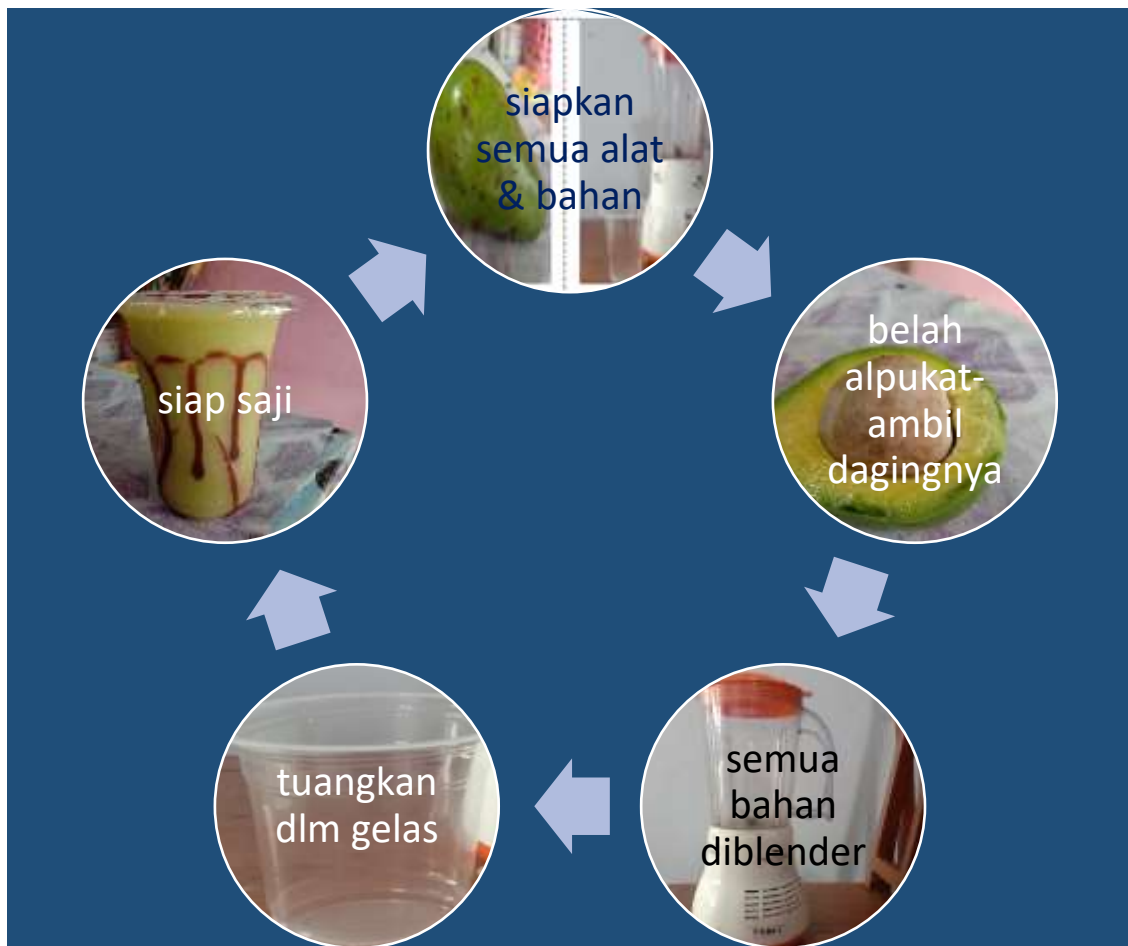 siapkan
semua alat
& bahan
belah
alpukat-
ambil
dagingnya
semua
bahan
diblender
tuangkan
dlm gelas
siap saji